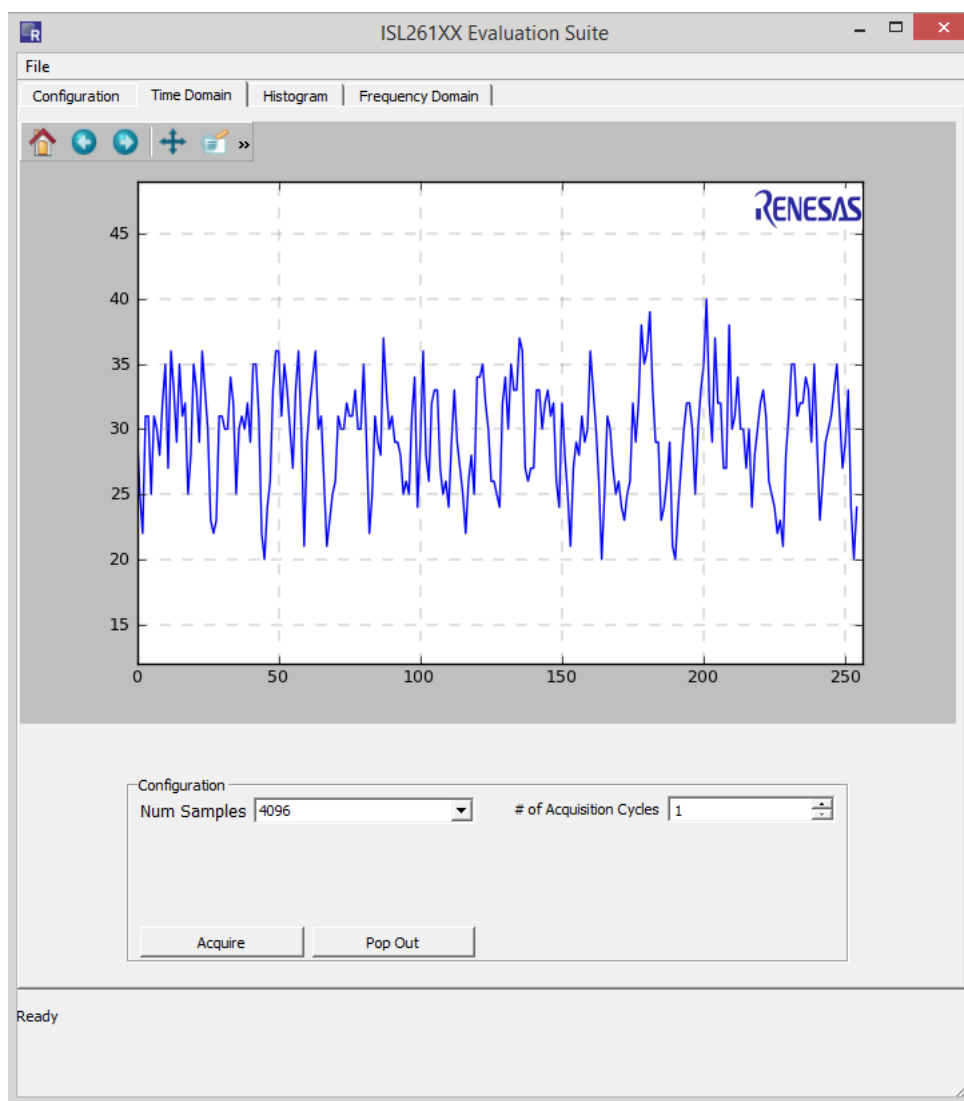 R
ISL261XX Evaluation Suite
File
Configuration Time Domain Histogram Frequency Domain
»
RENESAS
45
40
35
30
25
20
15
0 50 100 150 200 250
Configuration
Num Samples 4096 # of Acquisition Cycles 1
Acquire Pop Out
Ready